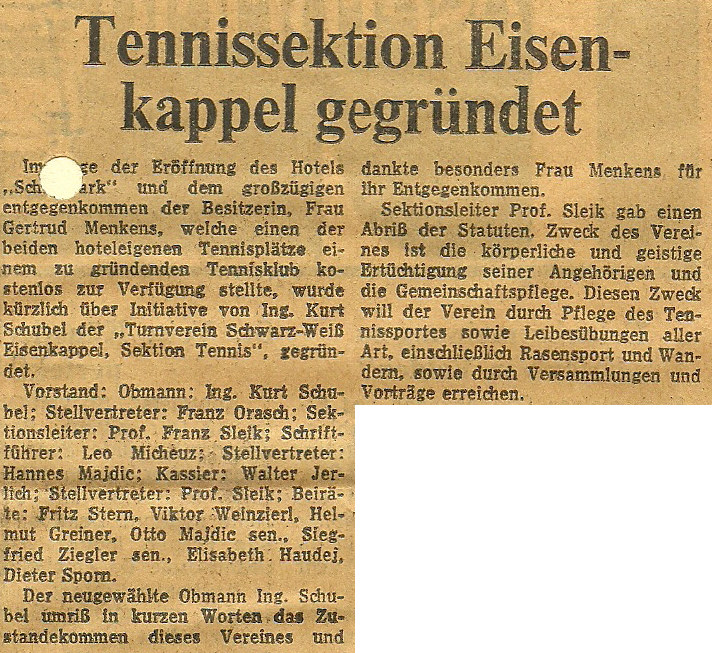 Tennissektion Eisen-
kappel gegründet
der Eröffnung des Hotels
und dem großzügigen
entgegenkommen der Besitzerin, Frau
Gertrud Menkens, welche einen der
beiden hoteleigenen Tennisplätze ei-
nem zu gründenden Tennisklub ko-
stenlos zur Verfügung stellte, wurde
kürzlich über Initiative von Ing. Kurt
Schubel der „Turnverein Schwarz-Weiß
Eisenkappel, Sektion Tennis“, gegrün-
det.
Vorstand: Obmann: Ing. Kurt Schu-
bel; Stellvertreter: Franz Orasch; Sek-
tionsleiter: Prof. Franz Sleik; Schrift-
führer: Leo Micheuz; Stellvertreter:
Hannes Majdic; Kassier: Walter Jer-
lich; Stellvertreter: Prof. Sleik; Beirä-
te: Fritz Stern, Viktor Weinzierl, Hel-
mut Greiner, Otto Majdic sen., Sieg-
fried Ziegler sen., Elisabeth Haudej,
Dieter Sporn.
Der neugewählte Obmann Ing. Schu-
bel umriß in kurzen Worten das Zu-
standekommen dieses Vereines und
dankte besonders Frau Menkens für
ihr Entgegenkommen.
Sektionsleiter Prof. Sleik gab einen
Abriß der Statuten. Zweck des Verei-
nes ist die körperliche und geistige
Ertüchtigung seiner Angehörigen und
die Gemeinschaftspflege. Diesen Zweck
will der Verein durch Pflege des Ten-
nissportes sowie Leibesübungen aller
Art, einschließlich Rasensport und Wan-
dern, sowie durch Versammlungen und
Vorträge erreichen.